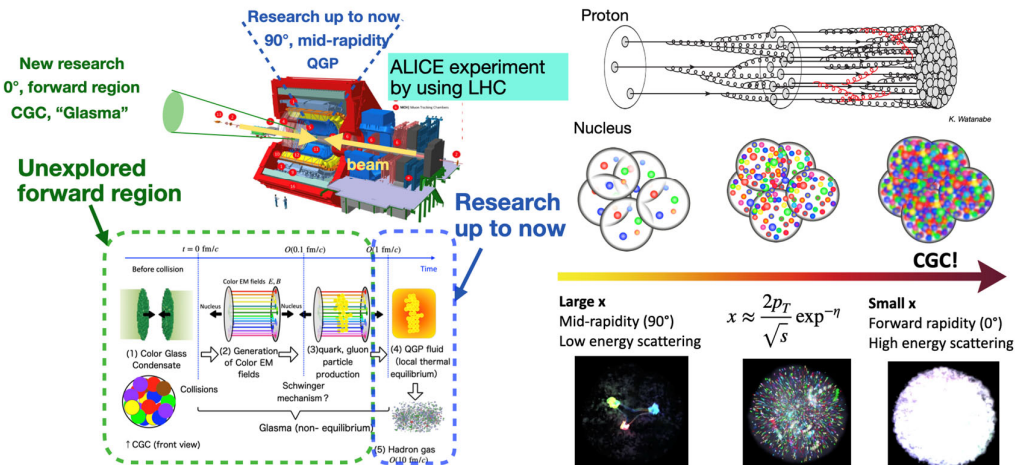 Research up to now
90°, mid-rapidity
QGP
New research
0°, forward region
CGC, “Glasma”
ALICE experiment
by using LHC
beam
Unexplored
forward region
Research
up to now
t = 0 fm/c
O(0.1 fm/c)
O(1 fm/c)
Before collision
Time
Color EM fields E, B
Nucleus
Nucleus
(1) Color Glass
Condensate
(2) Generation
of Color EM
fields
(3)quark, gluon
particle
production
(4) QGP fluid
(local thermal
equilibrium)
Collisions
Schwinger
mechanism ?
Glasma (non- equilibrium)
↑CGC (front view)
(5) Hadron gas
O(10 fm/c)
Proton
K. Watanabe
Nucleus
CGC!
Large x
Mid-rapidity (90°)
Low energy scattering
x ≈ 2p_T/√s exp^{-η}
Small x
Forward rapidity (0°)
High energy scattering